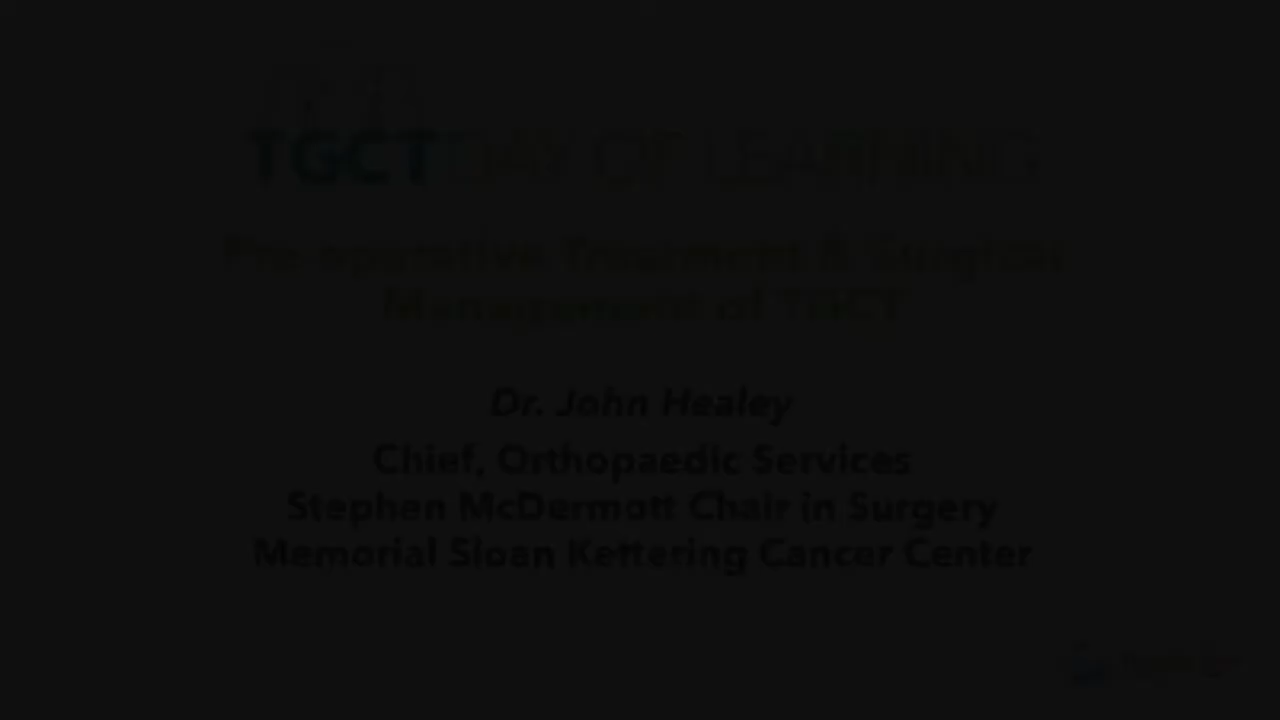 TGCT DAY OF LEARNING
Pre-operative Treatment & Surgical
Management of TGCT
Dr. John Healey
Chief, Orthopaedic Services
Stephen McDermott Chair in Surgery
Memorial Sloan Kettering Cancer Center